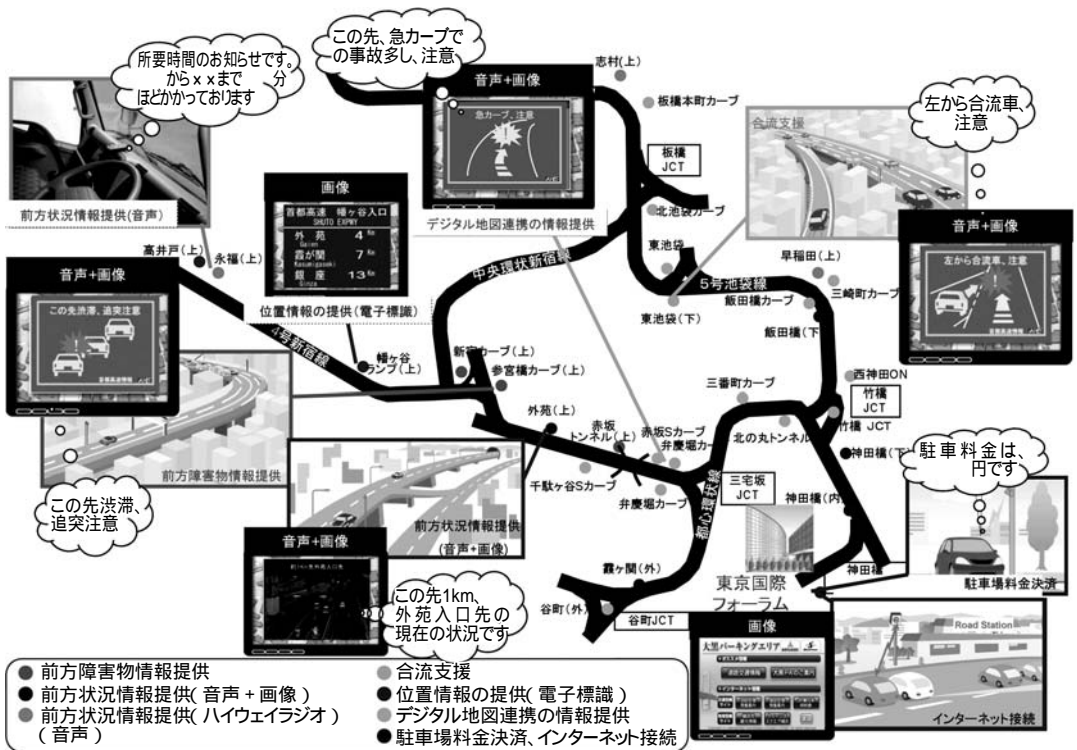 この先、急カーブで
の事故多し、注意
所要時間のお知らせです。
から××まで 分
ほどかかっております
前方状況情報提供(音声)
音声+画像
急カーブ、注意
デジタル地図連携の情報提供
志村(上)
板橋本町カーブ
板橋
JCT
北池袋カーブ
合流支援
左から合流車、
注意
画像
首都高速 幡ヶ谷入口
SHUTO EXPWY
外苑 4 Km
Gaien
霞が関 7 Km
Kasumigaseki
銀座 13 Km
Ginza
位置情報の提供(電子標識)
高井戸(上)
永福(上)
中央環状新宿線
東池袋
東池袋(下)
5号池袋線
早稲田(上)
三崎町カーブ
飯田橋カーブ
飯田橋(下)
音声+画像
左から合流車、注意
首都高速情報
音声+画像
この先渋滞、追突注意
首都高速情報
4号新宿線
幡ヶ谷
ランプ(上)
新宿カーブ(上)
参宮橋カーブ(上)
外苑(上)
赤坂
トンネル(上)
赤坂Sカーブ
弁慶堀カー
千駄ヶ谷Sカーブ
弁慶堀カーブ
三番町カーブ
北の丸トンネル
西神田ON
竹橋
JCT
竹橋 JCT
神田橋(下)
神田橋(内)
神田橋
三宅坂
JCT
都心環状線
霞ヶ関(外)
谷町(外)
谷町JCT
東京国際
フォーラム
前方障害物情報提供
この先渋滞、
追突注意
前方状況情報提供
(音声+画像)
音声+画像
この先1km、
外苑入口先の
現在の状況です
駐車料金は、
円です
駐車場料金決済
画像
大黒パーキングエリア
Road Station
インターネット接続
前方障害物情報提供
前方状況情報提供(音声+画像)
前方状況情報提供(ハイウェイラジオ)
(音声)
合流支援
位置情報の提供(電子標識)
デジタル地図連携の情報提供
駐車場料金決済、インターネット接続